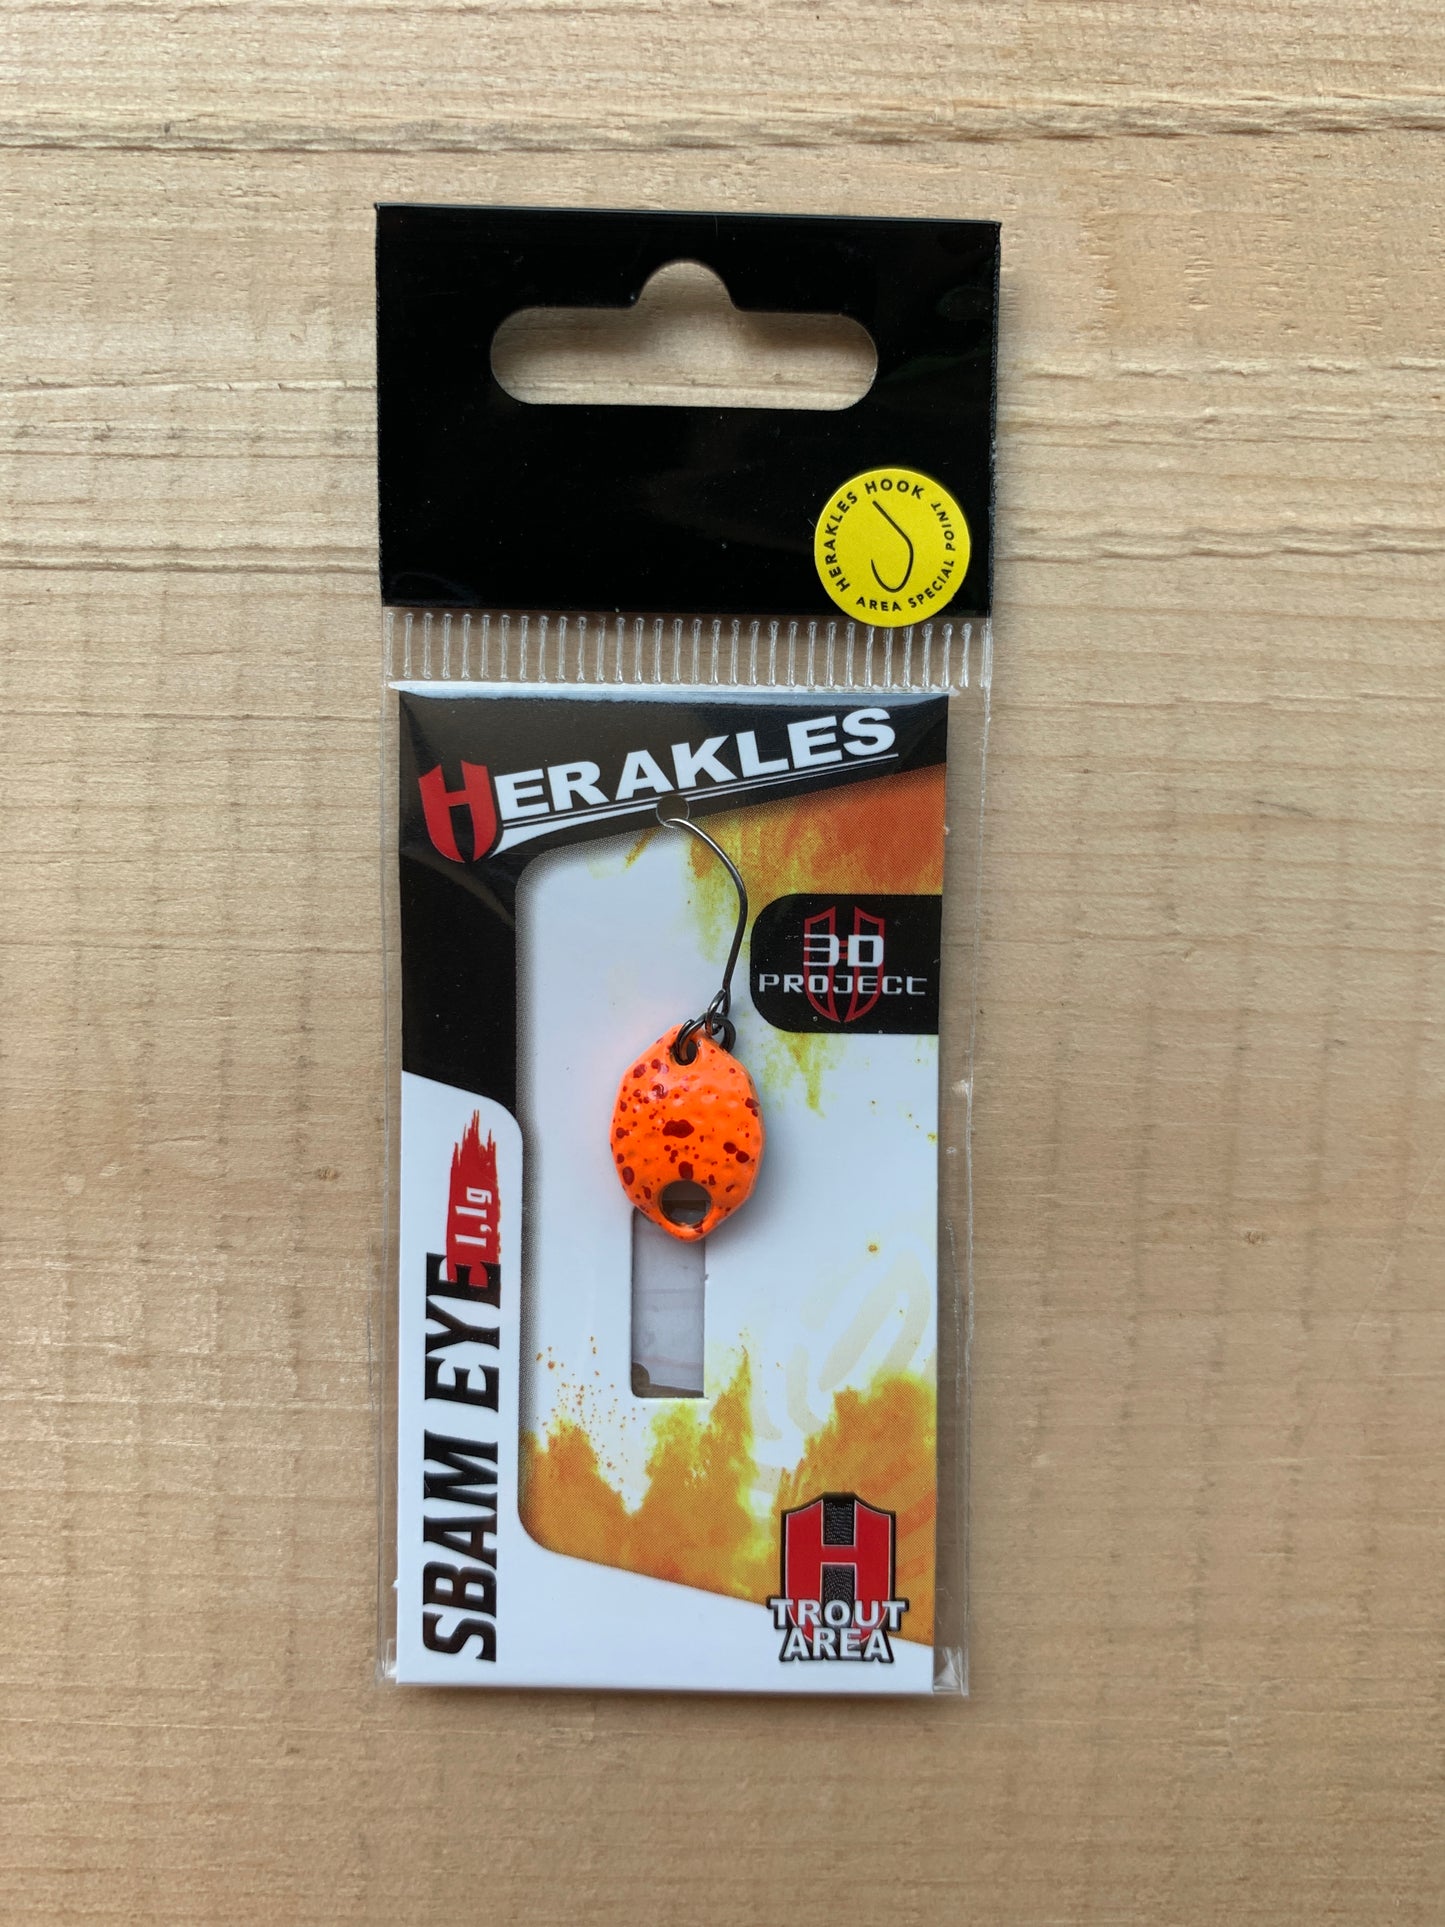 HERAKLES HOOK
AREA SPECIAL POINT
HERAKLES
3D
PROJECT
1,1g
SBAM EYE
TROUT
AREA